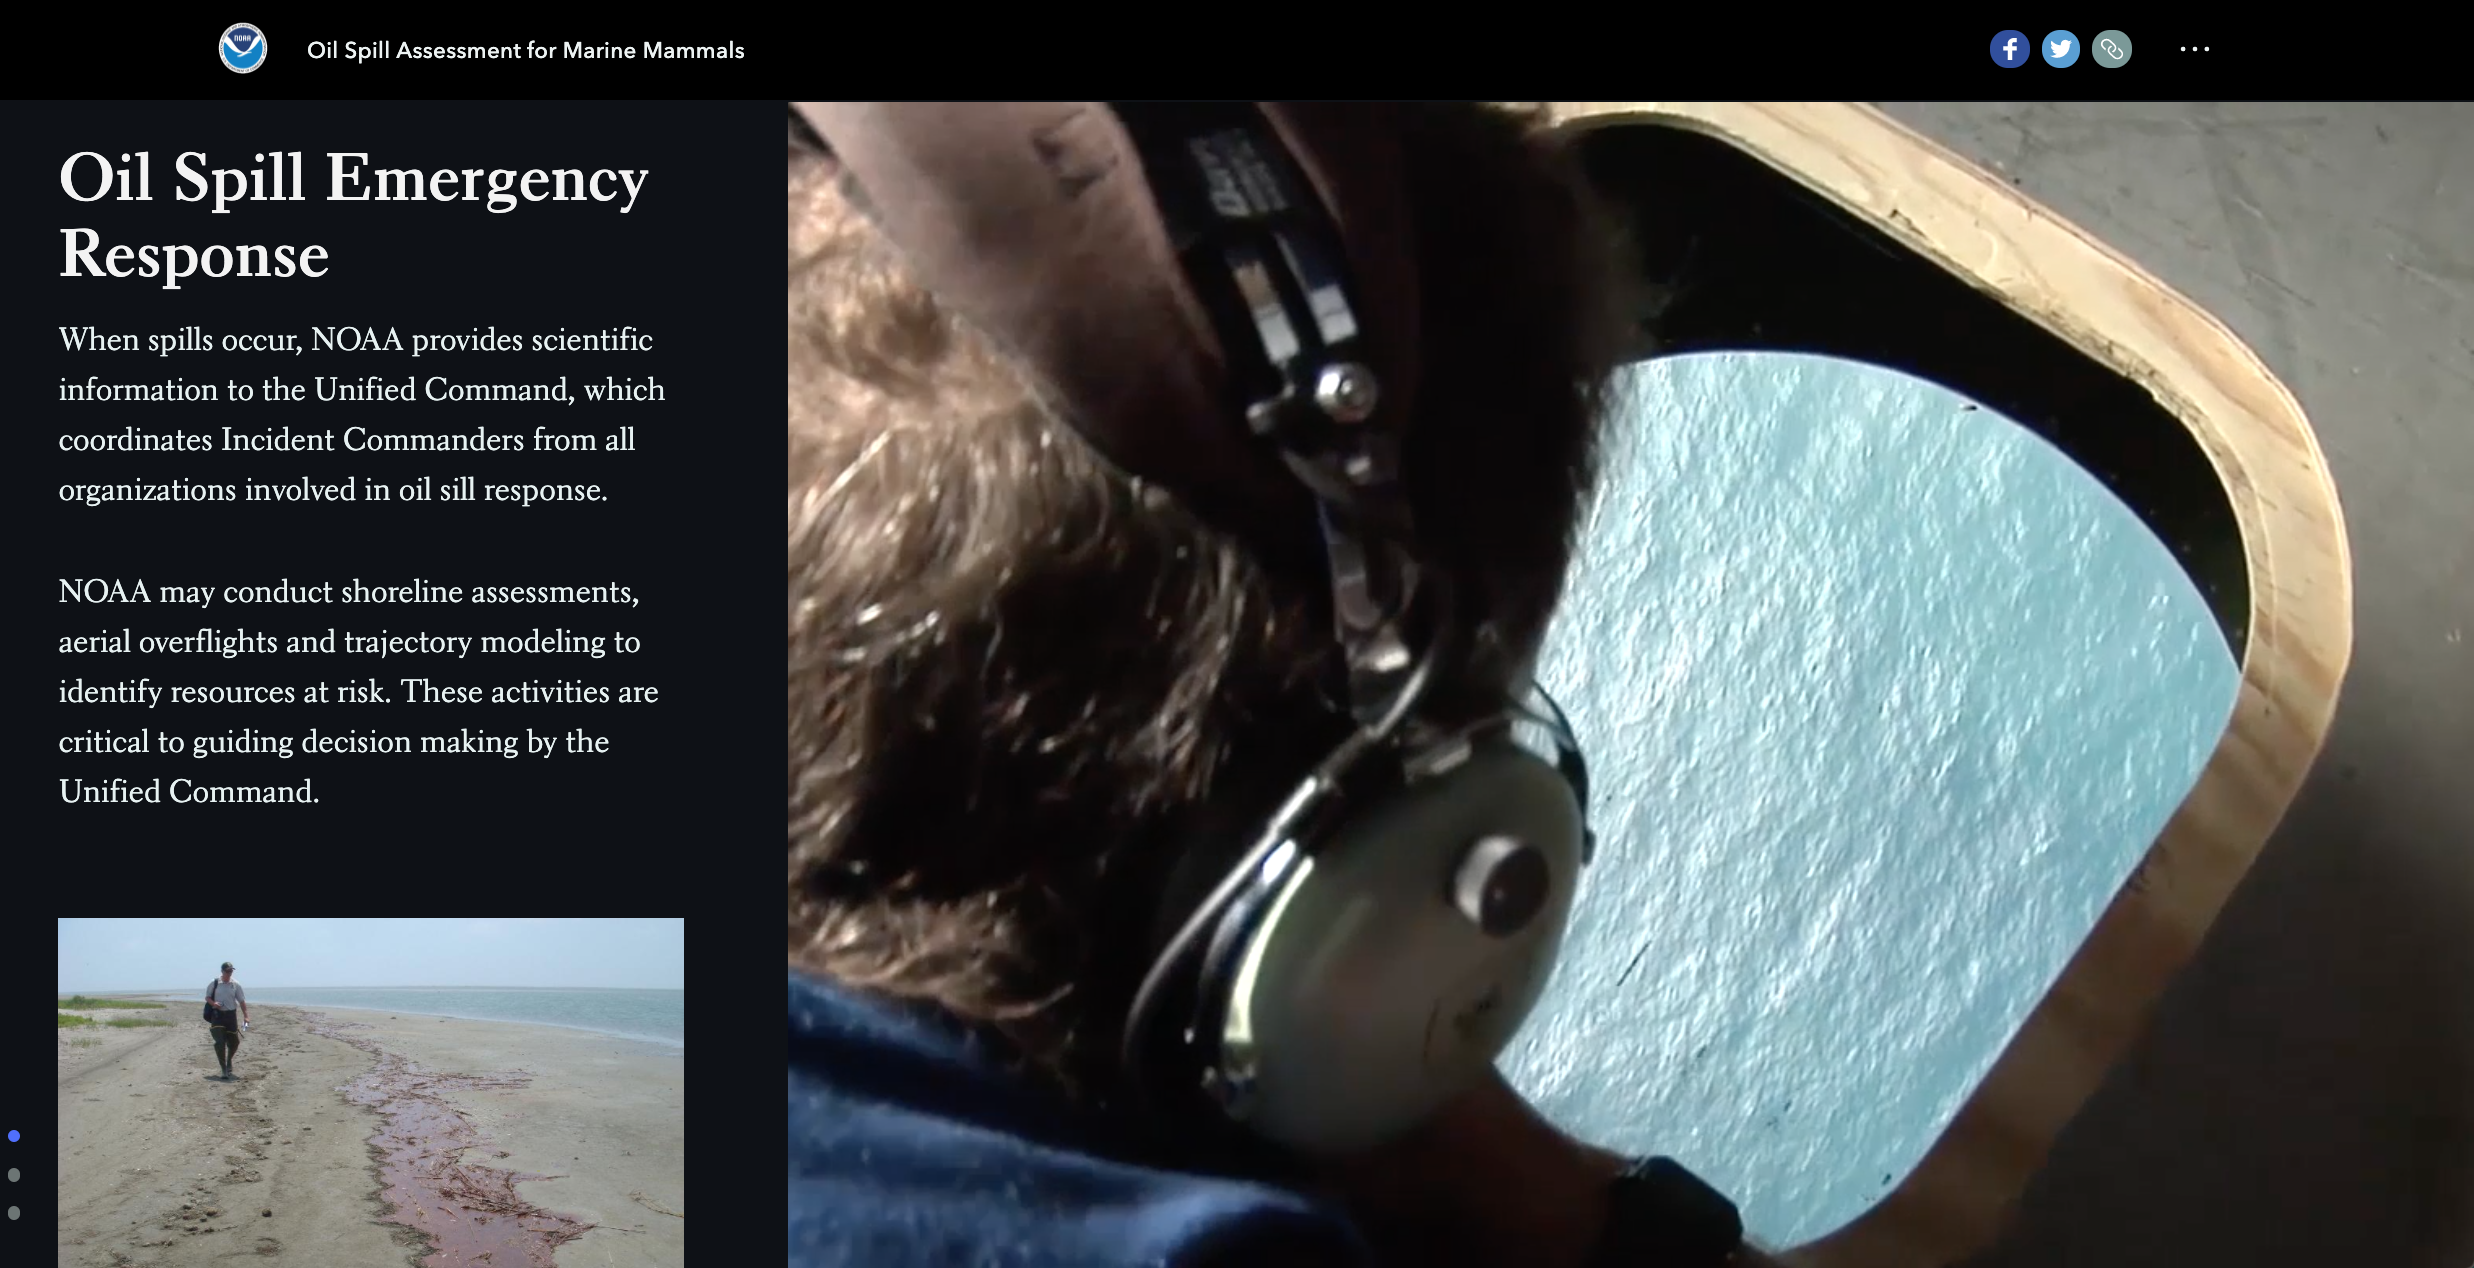 NOAA
Oil Spill Assessment for Marine Mammals
Oil Spill Emergency
Response
When spills occur, NOAA provides scientific
information to the Unified Command, which
coordinates Incident Commanders from all
organizations involved in oil sill response.
NOAA may conduct shoreline assessments,
aerial overflights and trajectory modeling to
identify resources at risk. These activities are
critical to guiding decision making by the
Unified Command.